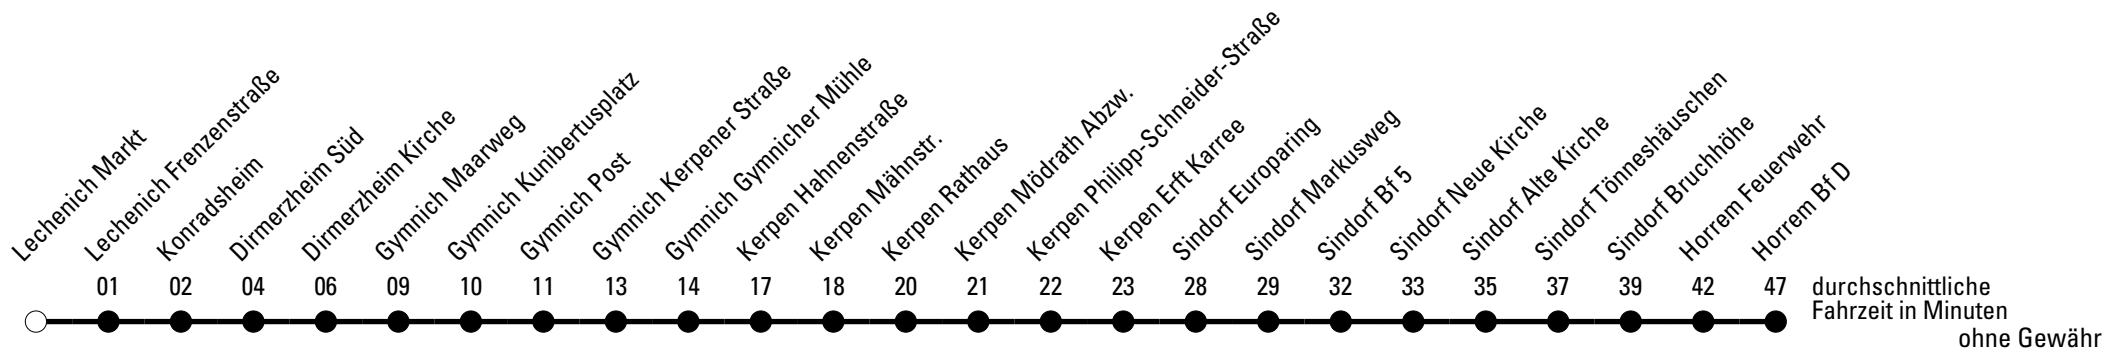 Lechenich Markt
Lechenich Frenzenstraße
Konradsheim
Dirmerzheim Süd
Dirmerzheim Kirche
Gymnich Maarweg
Gymnich Kunibertusplatz
Gymnich Post
Gymnich Kerpener Straße
Gymnich Gymnicher Mühle
Kerpen Hahnenstraße
Kerpen Mähnstr.
Kerpen Rathaus
Kerpen Mödrath Abzw.
Kerpen Philipp-Schneider-Straße
Kerpen Erft Karree
Sindorf Europaring
Sindorf Markusweg
Sindorf Bf 5
Sindorf Neue Kirche
Sindorf Alte Kirche
Sindorf Tönneshäuschen
Sindorf Bruchhöhe
Horrem Feuerwehr
Horrem Bf D
01 02 04 06 09 10 11 13 14 17 18 20 21 22 23 28 29 32 33 35 37 39 42 47 durchschnittliche
Fahrzeit in Minuten
ohne Gewähr